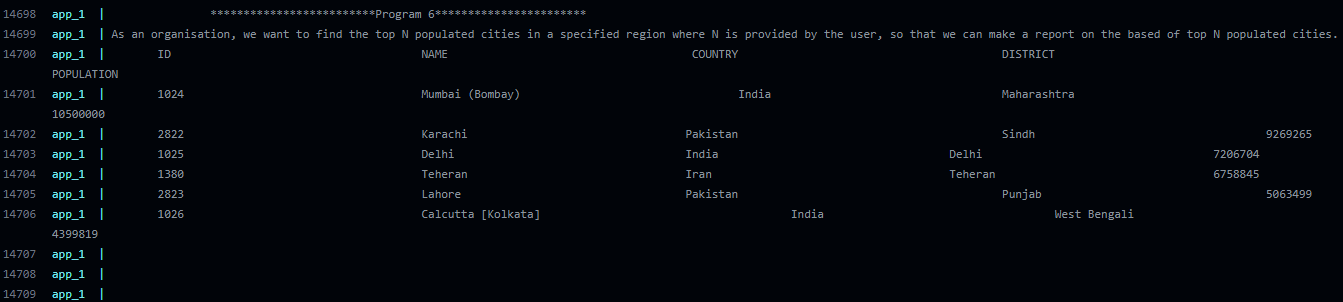 14698 app_1 | *************************Program 6***********************
14699 app_1 | As an organisation, we want to find the top N populated cities in a specified region where N is provided by the user, so that we can make a report on the based of top N populated cities.
14700 app_1 | ID NAME COUNTRY DISTRICT
POPULATION
14701 app_1 | 1024 Mumbai (Bombay) India Maharashtra
10500000
14702 app_1 | 2822 Karachi Pakistan Sindh 9269265
14703 app_1 | 1025 Delhi India Delhi 7206704
14704 app_1 | 1380 Teheran Iran Teheran 6758845
14705 app_1 | 2823 Lahore Pakistan Punjab 5063499
14706 app_1 | 1026 Calcutta [Kolkata] India West Bengali
4399819
14707 app_1 |
14708 app_1 |
14709 app_1 |